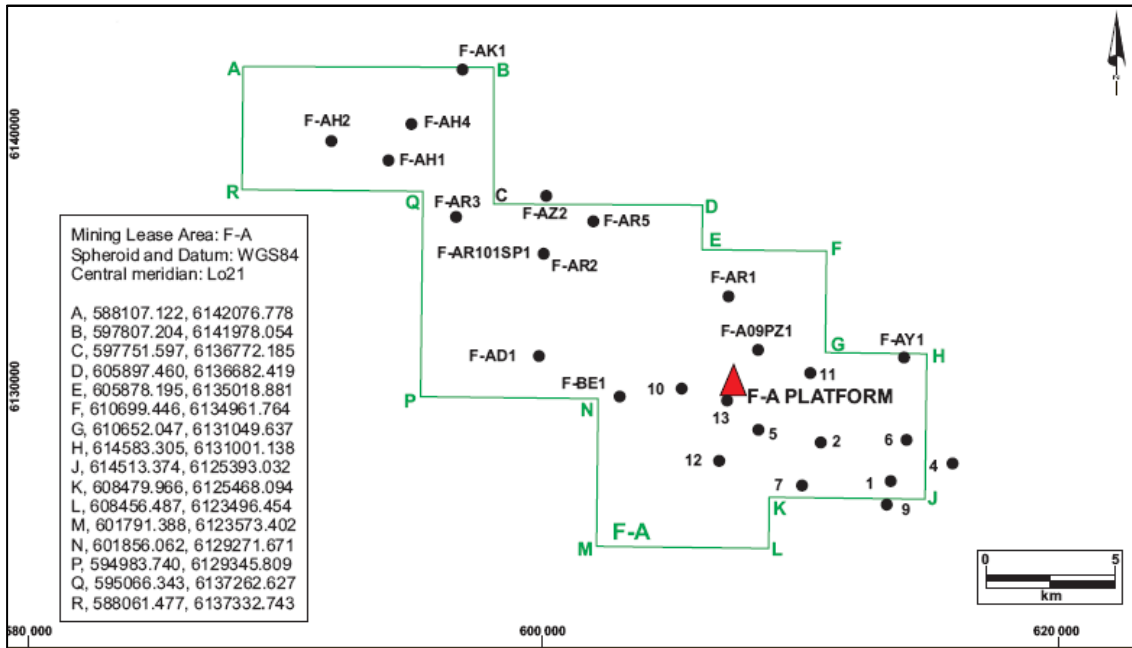 F-AK1
A
B
F-AH2
F-AH4
F-AH1
6140000
R
Q
C
D
F-AR3
F-AZ2
F-AR5
E
F
F-AR101SP1
F-AR2
F-AR1
F-A09PZ1
G
F-AY1
H
F-AD1
11
6130000
F-BE1
10
F-A PLATFORM
P
N
13
5
2
6
12
4
7
1
K
J
9
M
F-A
L
Mining Lease Area: F-A
Spheroid and Datum: WGS84
Central meridian: Lo21
A, 588107.122, 6142076.778
B, 597807.204, 6141978.054
C, 597751.597, 6136772.185
D, 605897.460, 6136682.419
E, 605878.195, 6135018.881
F, 610699.446, 6134961.764
G, 610652.047, 6131049.637
H, 614583.305, 6131001.138
J, 614513.374, 6125393.032
K, 608479.966, 6125468.094
L, 608456.487, 6123496.454
M, 601791.388, 6123573.402
N, 601856.062, 6129271.671
P, 594983.740, 6129345.809
Q, 595066.343, 6137262.627
R, 588061.477, 6137332.743
0 5
km
580 000 600 000 620 000